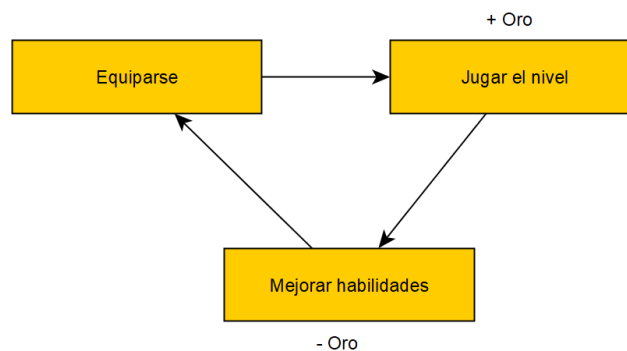 + Oro
Equiparse
Jugar el nivel
Mejorar habilidades
- Oro